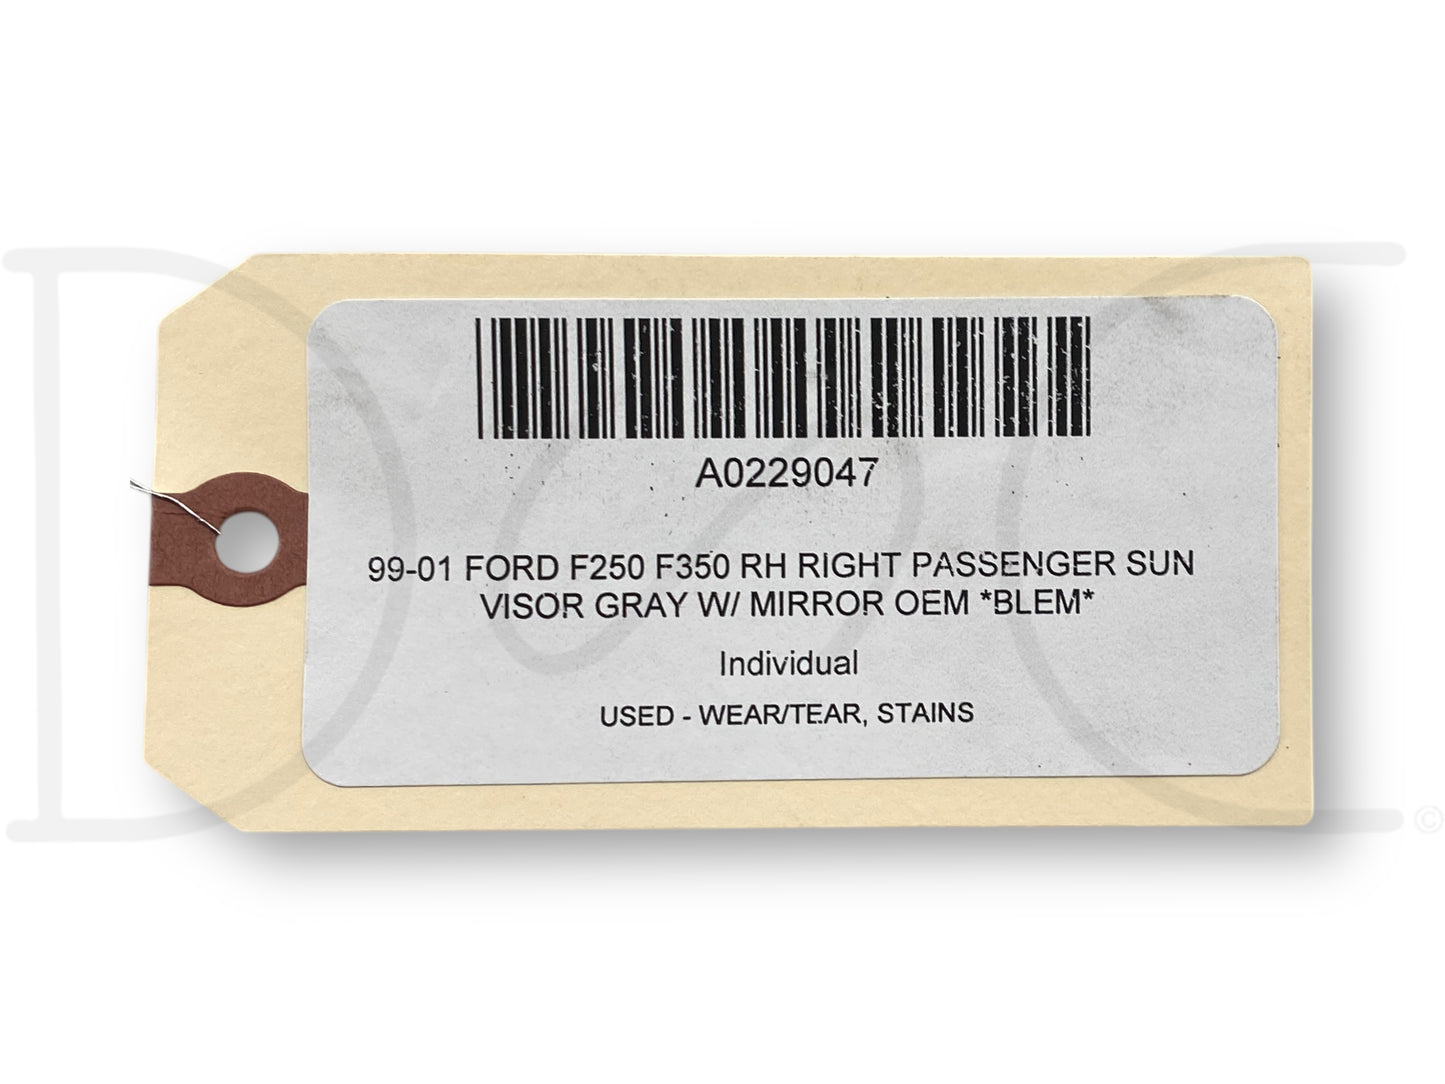 A0229047
99-01 FORD F250 F350 RH RIGHT PASSENGER SUN
VISOR GRAY W/ MIRROR OEM *BLEM*
Individual
USED - WEAR/TEAR, STAINS
D C ©